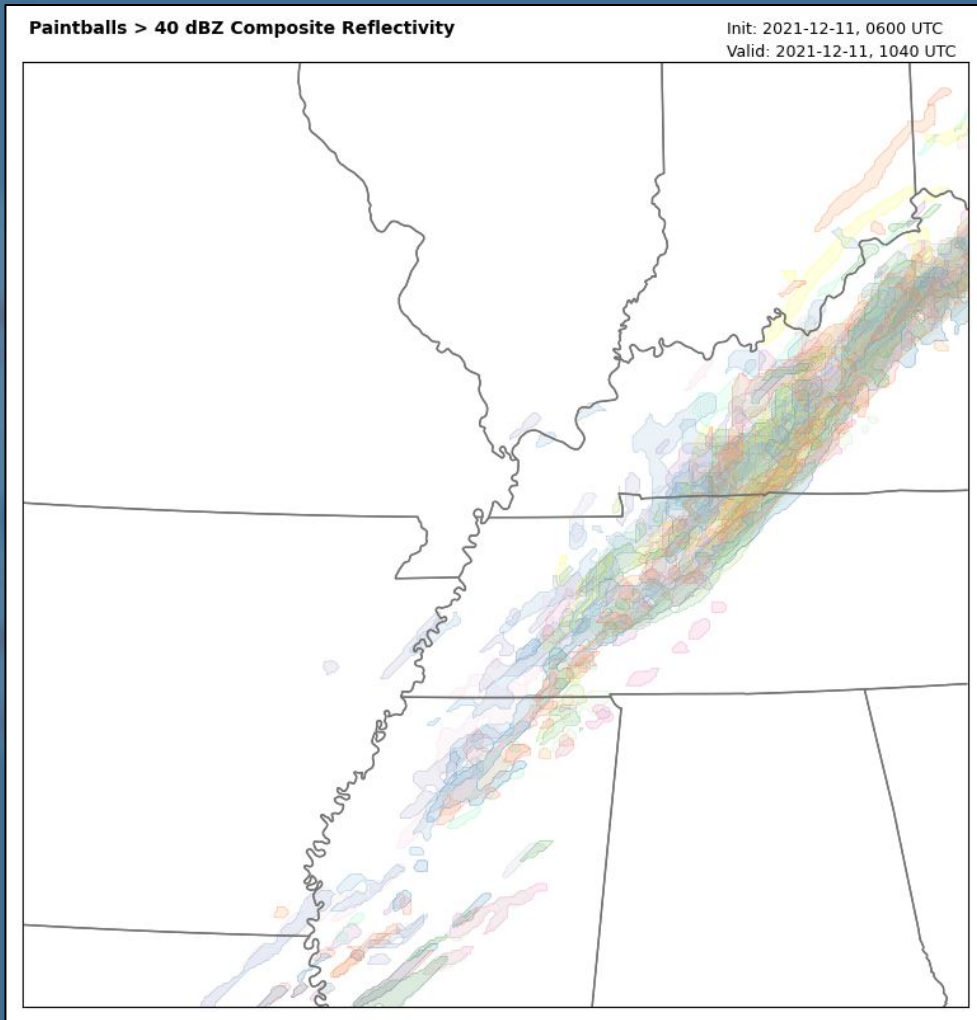 Paintballs > 40 dBZ Composite Reflectivity
Init: 2021-12-11, 0600 UTC
Valid: 2021-12-11, 1040 UTC